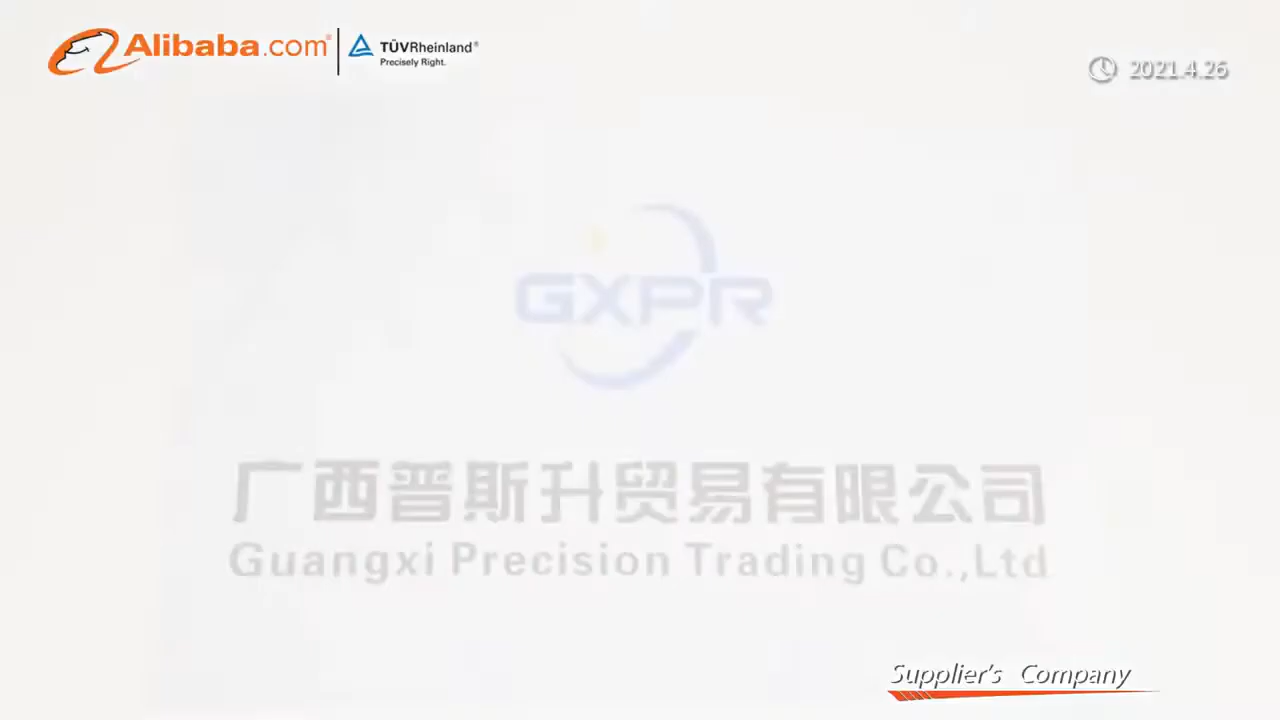 Alibaba.com®
TÜVRheinland®
Precisely Right.
2021.4.26
GXPR
广西普斯升贸易有限公司
Guangxi Precision Trading Co.,Ltd
Supplier's Company